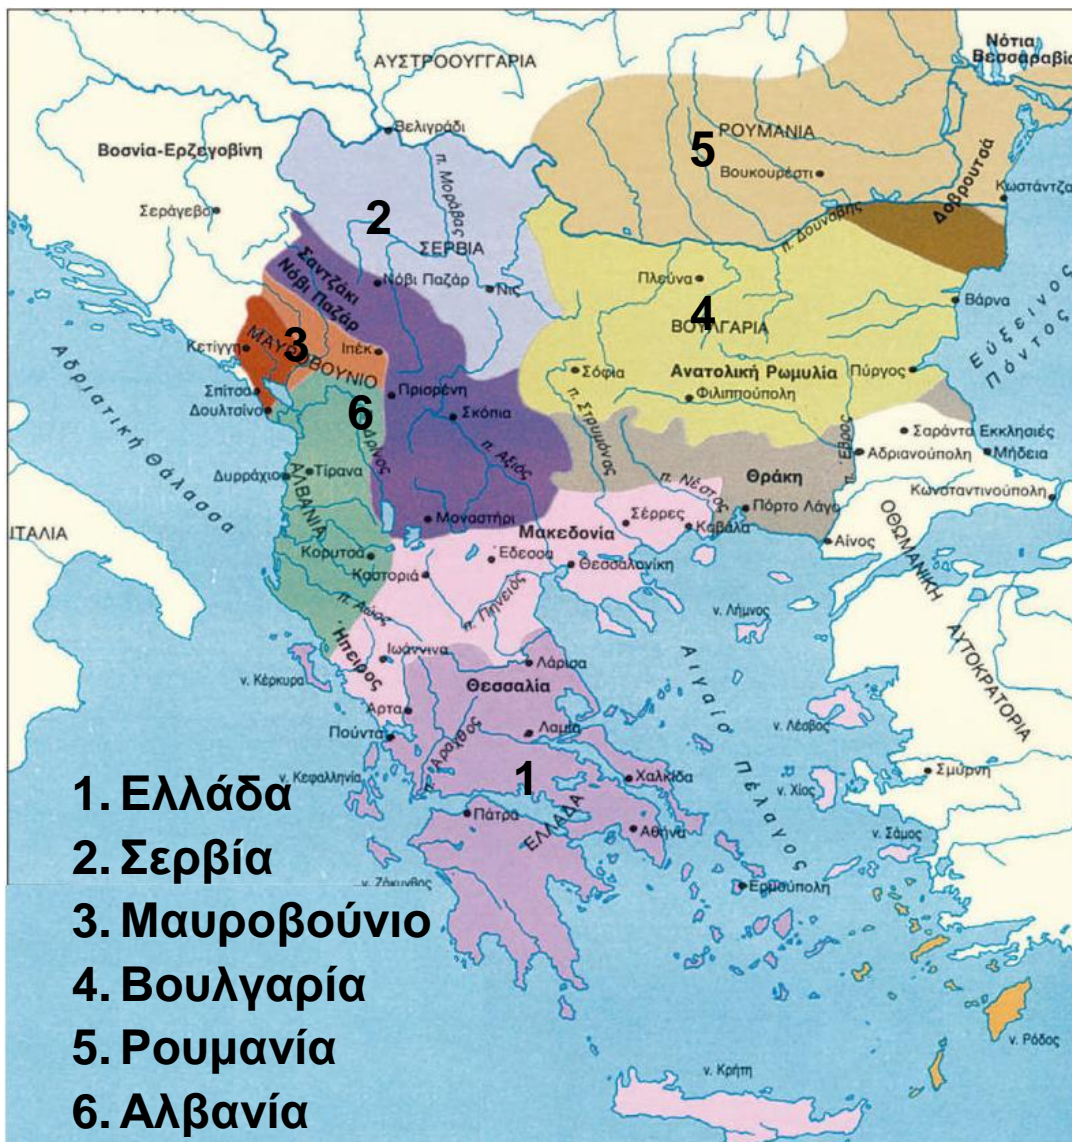 ΑΥΣΤΡΟΟΥΓΓΑΡΙΑ
Νότια
Βεσσαραβία
Βελιγράδι
Βοσνία-Ερζεγοβίνη
π. Μοράβας
5
ΡΟΥΜΑΝΙΑ
Βουκουρέστι
Δοβρουτσά
Κωστάντζα
Σεράγεβο
2
ΣΕΡΒΙΑ
π. Δούναβης
Σαντζάκι
Νόβι Παζάρ
Νόβι Παζάρ
Νις
Πλεύνα
4
ΒΟΥΛΓΑΡΙΑ
Βάρνα
Εύξεινος
Πόντος
Κετίγγη
3
ΜΑΥΡΟΒΟΥΝΙΟ
Ιπέκ
Σόφια
Ανατολική Ρωμυλία
Πύργος
Σπίτσα
Δουλτσίνο
6
Πρισρένη
Σκόπια
Φιλιππούπολη
π. Στρυμόνας
π. Έβρος
Σαράντα Εκκλησιές
Αδριανούπολη
Μήδεια
Αδριατική Θάλασσα
Δυρράχιο
Τίρανα
ΑΛΒΑΝΙΑ
π. Αξιός
Θράκη
π. Νέστος
Πόρτο Λάγο
Κωνσταντινούπολη
ΙΤΑΛΙΑ
Μοναστήρι
Μακεδονία
Σέρρες
Καβάλα
Αίνος
ΟΘΩΜΑΝΙΚΗ
ΑΥΤΟΚΡΑΤΟΡΙΑ
Κορυτσά
Έδεσσα
Θεσσαλονίκη
Καστοριά
π. Αώος
π. Πηνειός
ν. Λήμνος
Ήπειρος
Ιωάννινα
Λάρισα
Θεσσαλία
ν. Κέρκυρα
Αιγαίο Πέλαγος
Άρτα
Πούντα
π. Άραχθος
Λαμία
ν. Λέσβος
ν. Κεφαλληνία
1
Χαλκίδα
ν. Χίος
Σμύρνη
Πάτρα
ΕΛΛΑΔΑ
Αθήνα
ν. Σάμος
ν. Ζάκυνθος
Ερμούπολη
ν. Ρόδος
ν. Κρήτη
1. Ελλάδα
2. Σερβία
3. Μαυροβούνιο
4. Βουλγαρία
5. Ρουμανία
6. Αλβανία